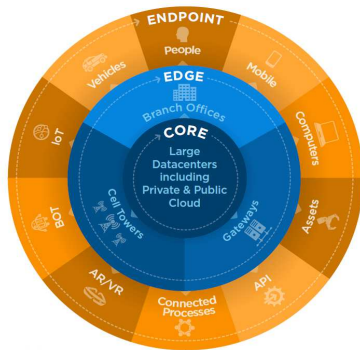 ENDPOINT
People
Mobile
Computers
Assets
API
Connected
Processes
AR/VR
BOT
IoT
Vehicles
EDGE
Branch Offices
Gateways
Cell Towers
CORE
Large
Datacenters
including
Private & Public
Cloud